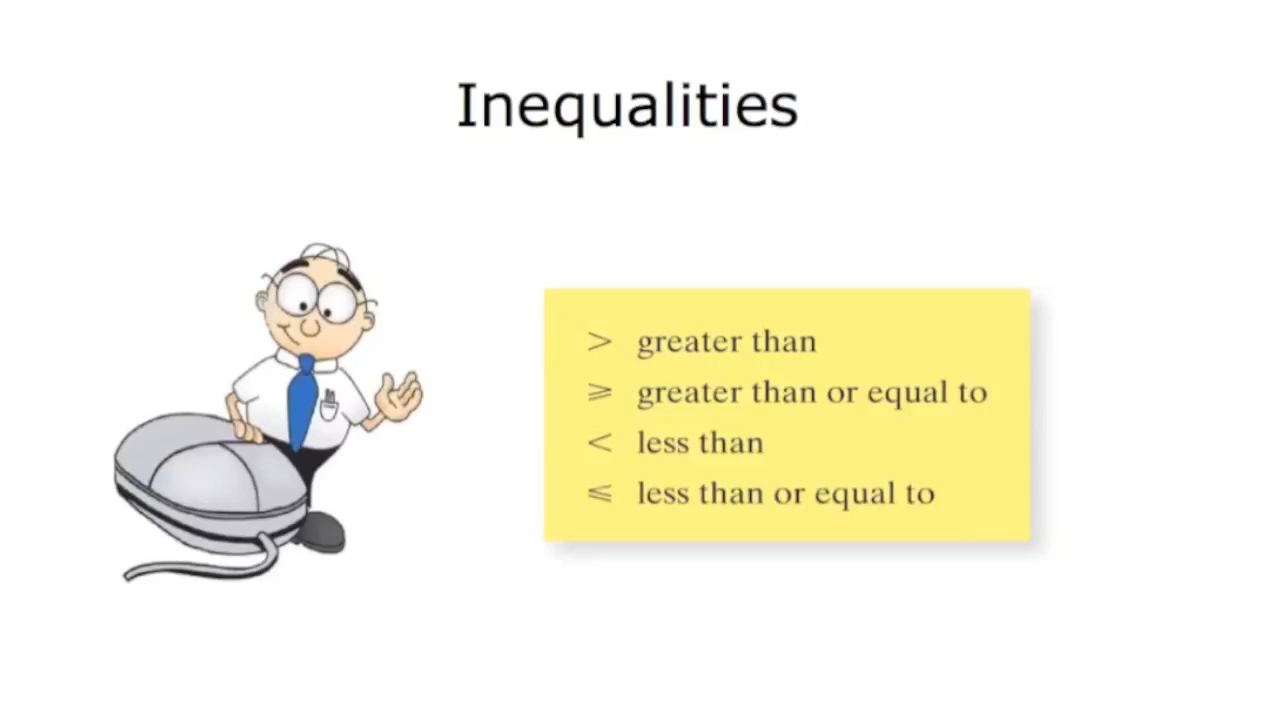 Inequalities
> greater than
⩾ greater than or equal to
< less than
⩽ less than or equal to